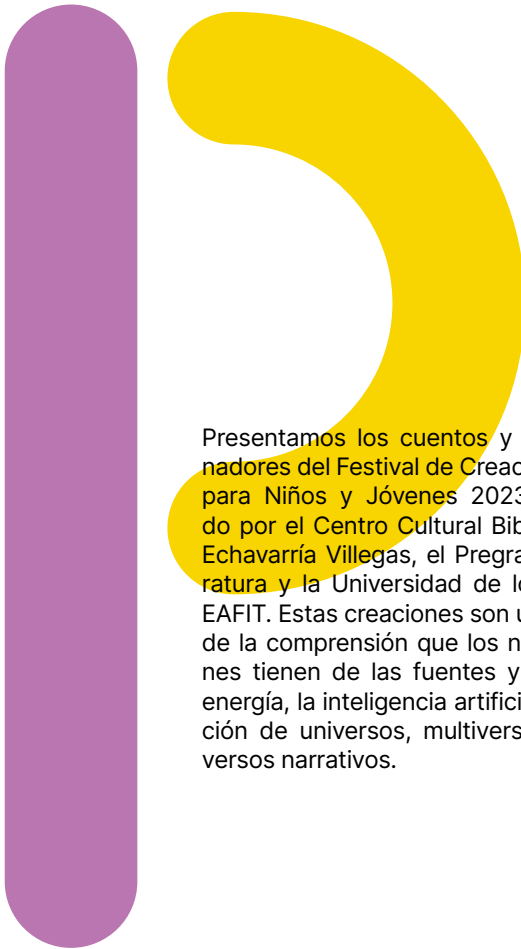 Presentamos los cuentos y
nadores del Festival de Creac
para Niños y Jóvenes 2023
do por el Centro Cultural Bib
Echavarría Villegas, el Pregra
ratura y la Universidad de l
EAFIT. Estas creaciones son u
de la comprensión que los n
nes tienen de las fuentes y
energía, la inteligencia artifici
ción de universos, multivers
versos narrativos.